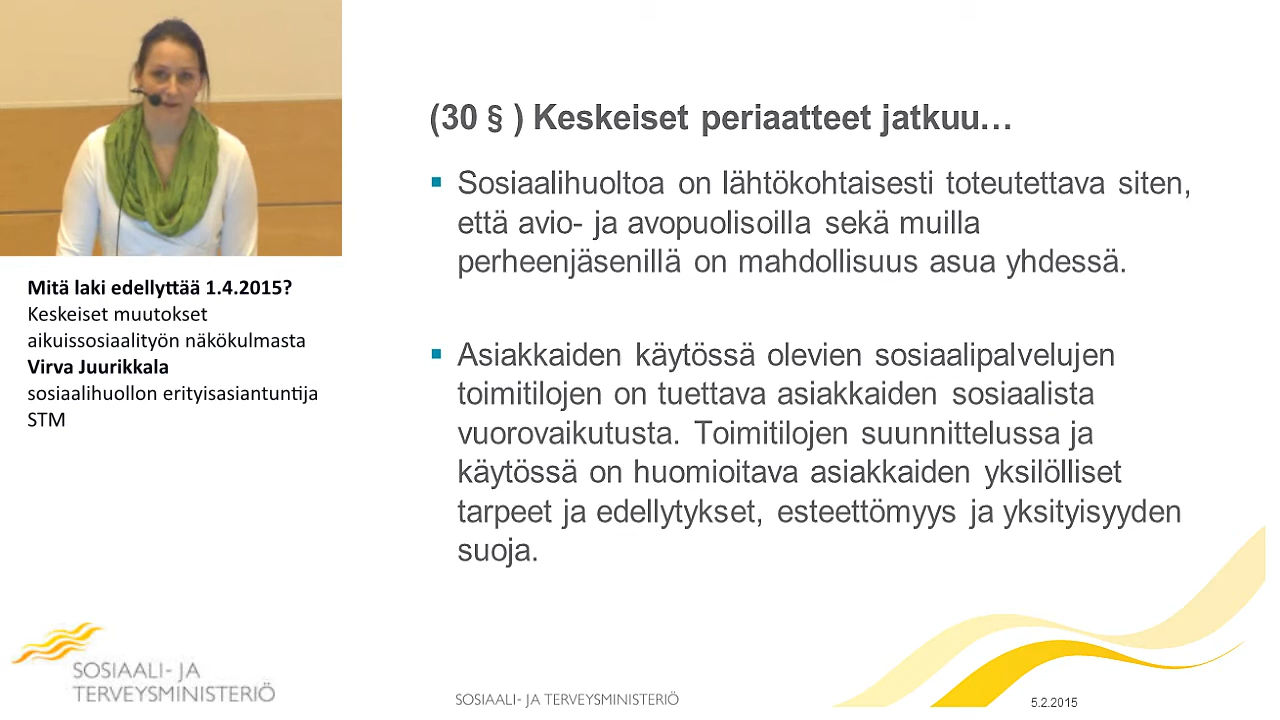 Mitä laki edellyttää 1.4.2015?
Keskeiset muutokset
aikuissosiaalityön näkökulmasta
Virva Juurikkala
sosiaalihuollon erityisasiantuntija
STM
SOSIAALI- JA
TERVEYSMINISTERIÖ
(30 § ) Keskeiset periaatteet jatkuu…
▪ Sosiaalihuoltoa on lähtökohtaisesti toteutettava siten,
että avio- ja avopuolisoilla sekä muilla
perheenjäsenillä on mahdollisuus asua yhdessä.
▪ Asiakkaiden käytössä olevien sosiaalipalvelujen
toimitilojen on tuettava asiakkaiden sosiaalista
vuorovaikutusta. Toimitilojen suunnittelussa ja
käytössä on huomioitava asiakkaiden yksilölliset
tarpeet ja edellytykset, esteettömyys ja yksityisyyden
suoja.
SOSIAALI- JA TERVEYSMINISTERIÖ
5.2.2015